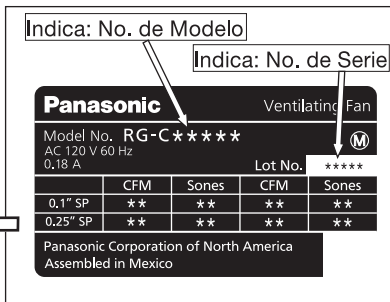 Indica: No. de Modelo
Indica: No. de Serie
Panasonic Ventilating Fan
Model No. RG-C*****
AC 120 V 60 Hz
0.18 A
M
Lot No. *****
CFM Sones CFM Sones
0.1" SP ** ** ** **
0.25" SP ** ** ** **
Panasonic Corporation of North America
Assembled in Mexico